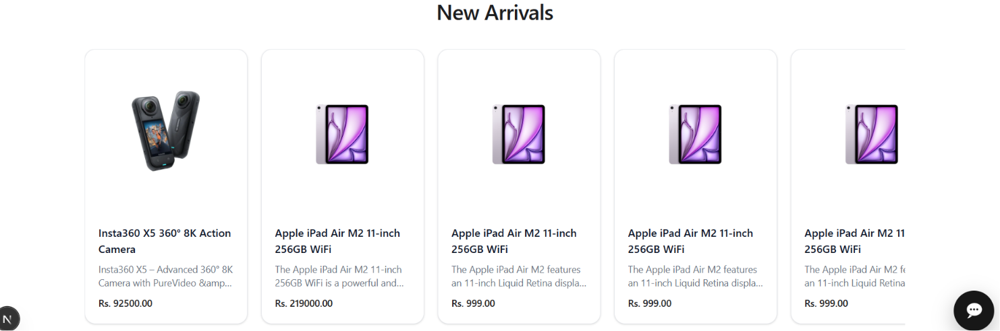 New Arrivals
Insta360 X5 360° 8K Action
Camera
Insta360 X5 – Advanced 360° 8K
Camera with PureVideo &amp...
Rs. 92500.00
Apple iPad Air M2 11-inch
256GB WiFi
The Apple iPad Air M2 11-inch
256GB WiFi is a powerful and...
Rs. 219000.00
Apple iPad Air M2 11-inch
256GB WiFi
The Apple iPad Air M2 features
an 11-inch Liquid Retina displa...
Rs. 999.00
Apple iPad Air M2 11-inch
256GB WiFi
The Apple iPad Air M2 features
an 11-inch Liquid Retina displa...
Rs. 999.00
Apple iPad Air M2 11
256GB WiFi
The Apple iPad Air M2 fe
an 11-inch Liquid Retina
Rs. 999.00
N